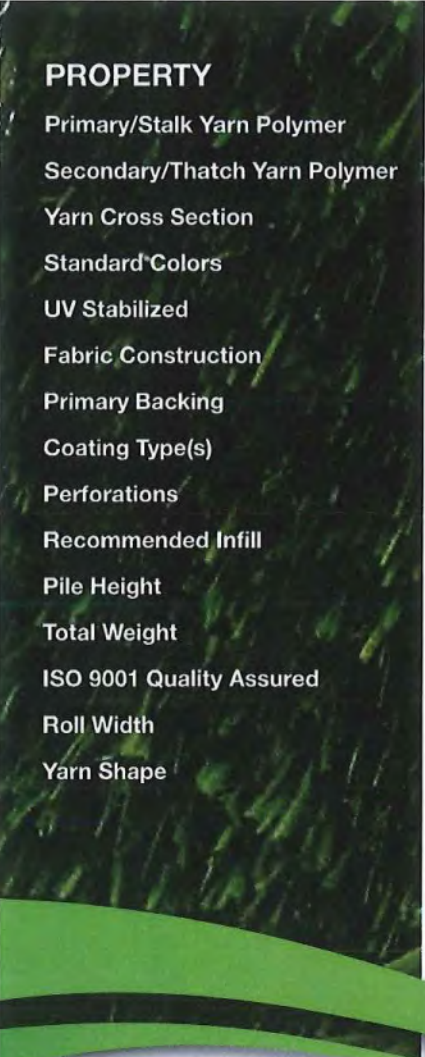 PROPERTY
Primary/Stalk Yarn Polymer
Secondary/Thatch Yarn Polymer
Yarn Cross Section
Standard Colors
UV Stabilized
Fabric Construction
Primary Backing
Coating Type(s)
Perforations
Recommended Infill
Pile Height
Total Weight
ISO 9001 Quality Assured
Roll Width
Yarn Shape